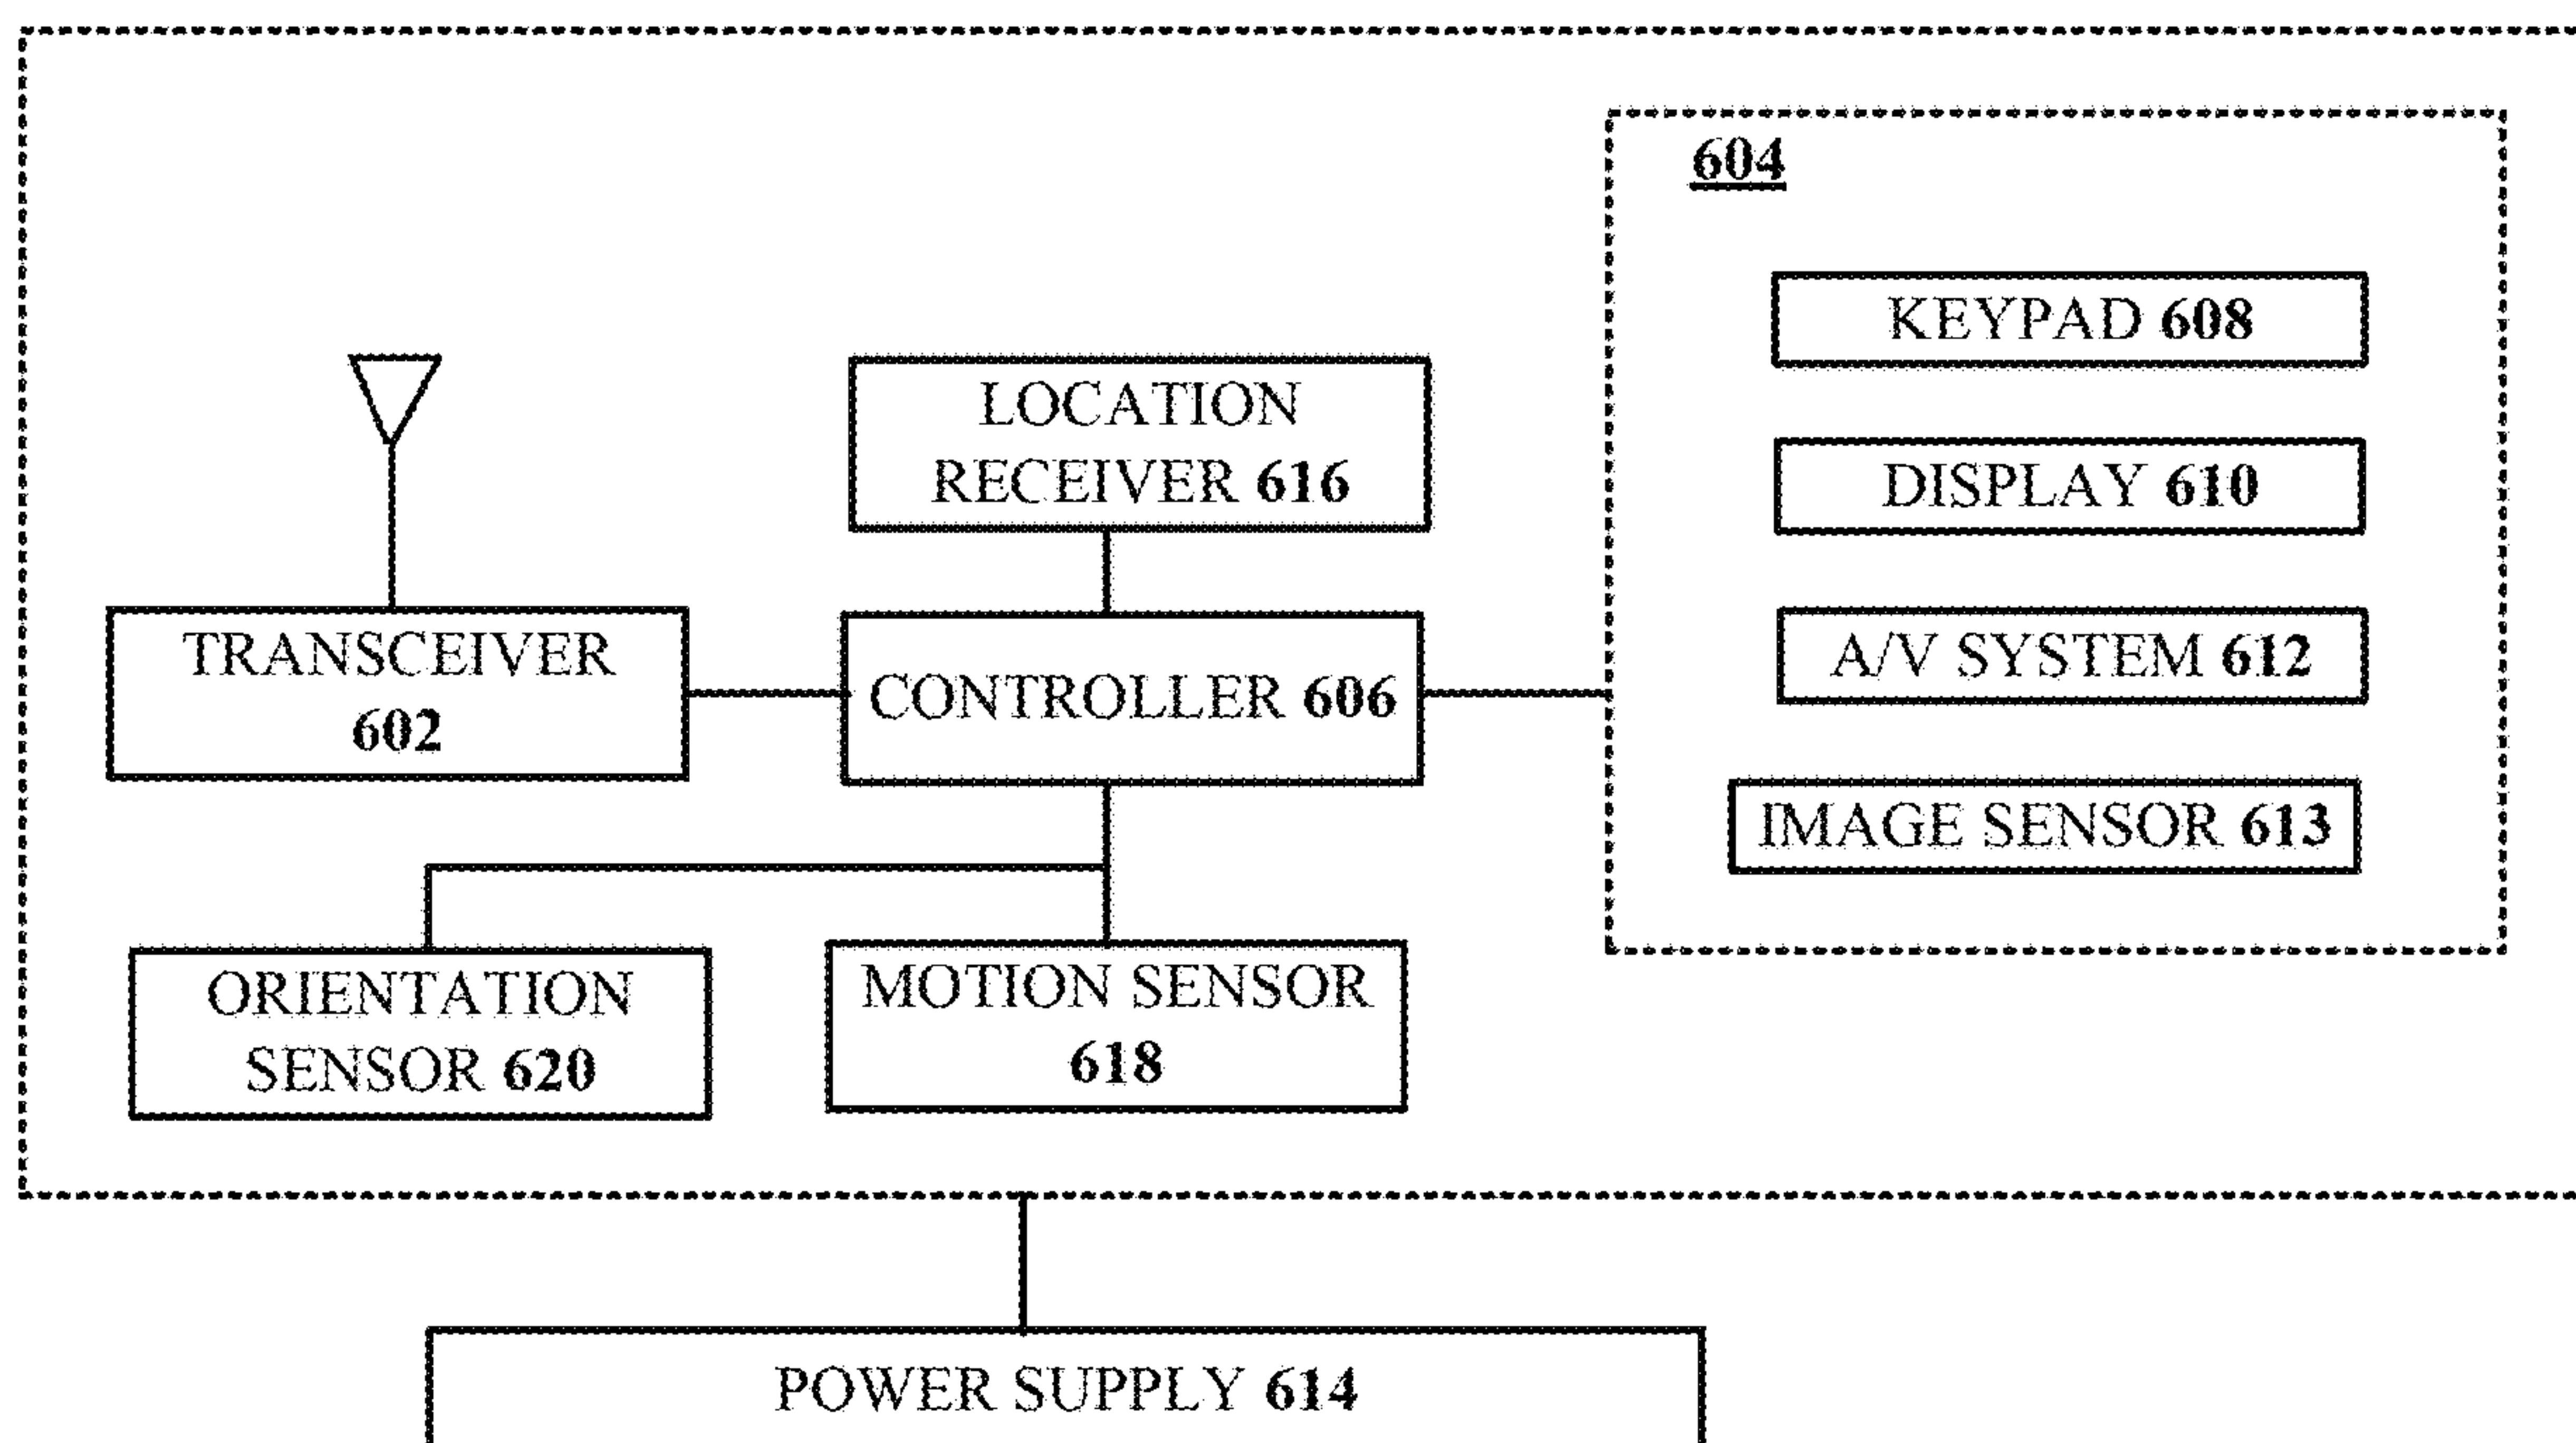 604
KEYPAD 608
LOCATION
RECEIVER 616
DISPLAY 610
TRANSCEIVER
602
CONTROLLER 606
A/V SYSTEM 612
IMAGE SENSOR 613
ORIENTATION
SENSOR 620
MOTION SENSOR
618
POWER SUPPLY 614